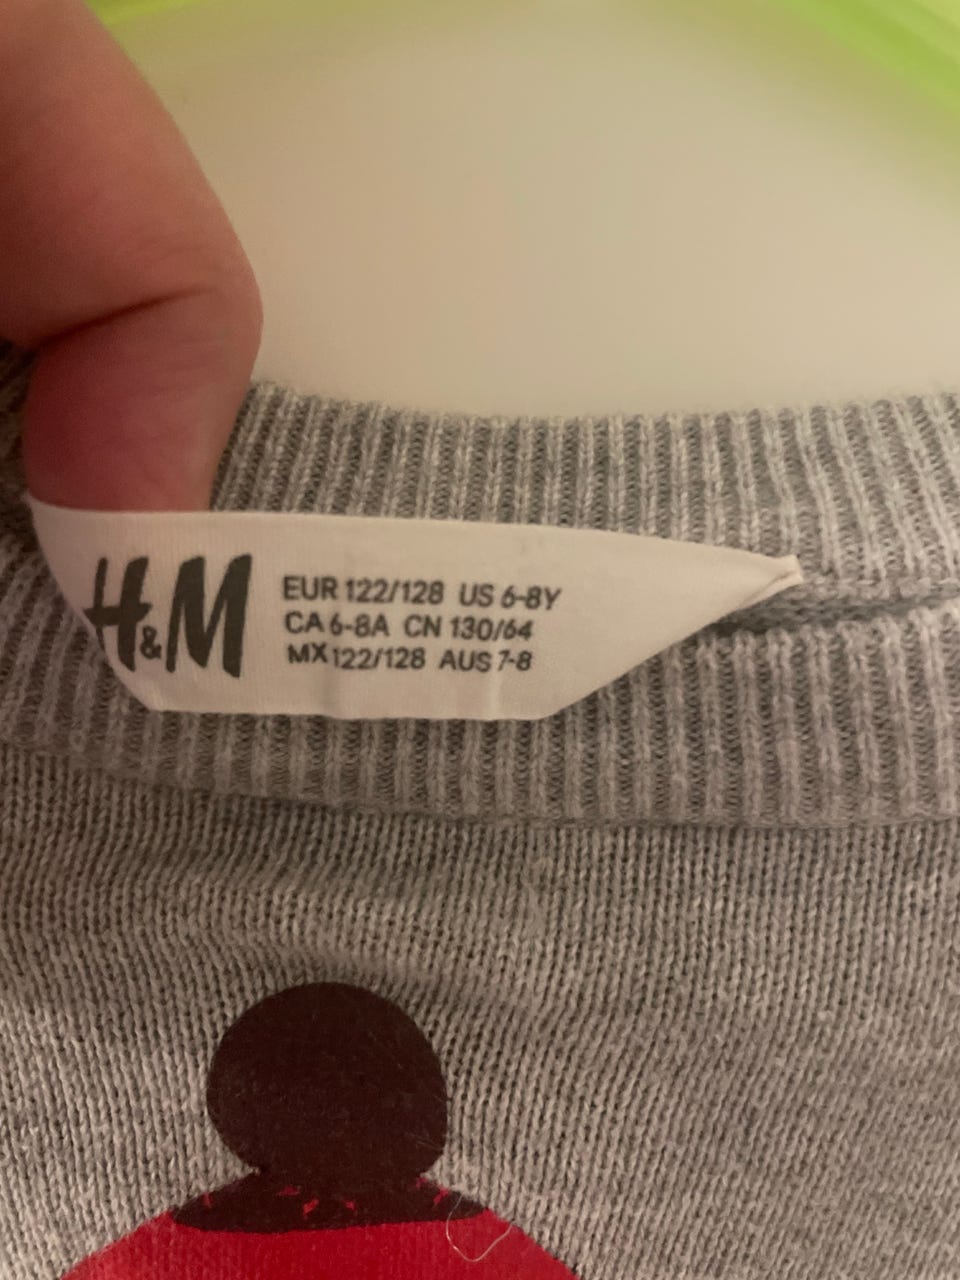 H&M
EUR 122/128 US 6-8Y
CA 6-8A CN 130/64
MX 122/128 AUS 7-8